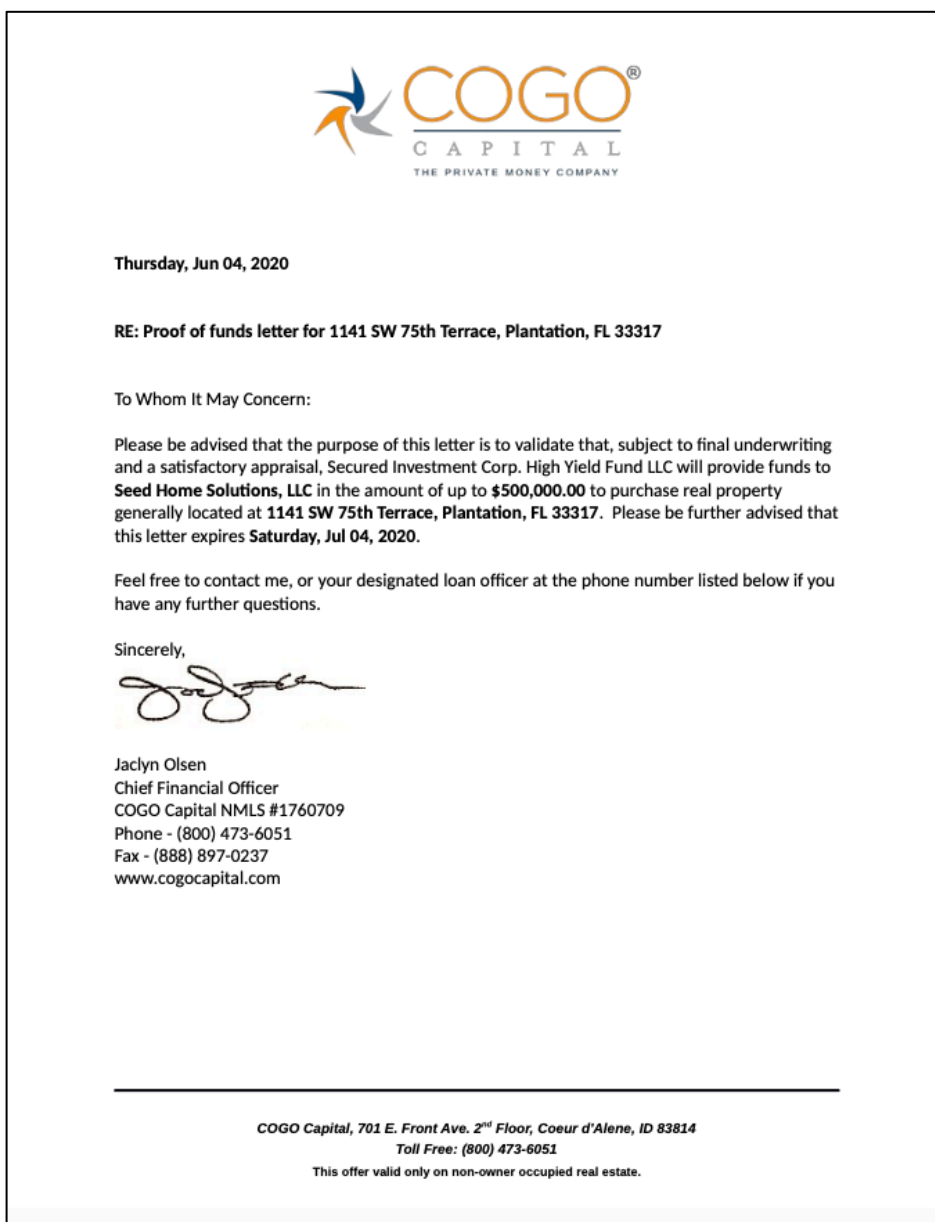 COGO®
CAPITAL
THE PRIVATE MONEY COMPANY
Thursday, Jun 04, 2020
RE: Proof of funds letter for 1141 SW 75th Terrace, Plantation, FL 33317
To Whom It May Concern:
Please be advised that the purpose of this letter is to validate that, subject to final underwriting
and a satisfactory appraisal, Secured Investment Corp. High Yield Fund LLC will provide funds to
Seed Home Solutions, LLC in the amount of up to $500,000.00 to purchase real property
generally located at 1141 SW 75th Terrace, Plantation, FL 33317.  Please be further advised that
this letter expires Saturday, Jul 04, 2020.
Feel free to contact me, or your designated loan officer at the phone number listed below if you
have any further questions.
Sincerely,
Jaclyn Olsen
Chief Financial Officer
COGO Capital NMLS #1760709
Phone - (800) 473-6051
Fax - (888) 897-0237
www.cogocapital.com
COGO Capital, 701 E. Front Ave. 2nd Floor, Coeur d'Alene, ID 83814
Toll Free: (800) 473-6051
This offer valid only on non-owner occupied real estate.